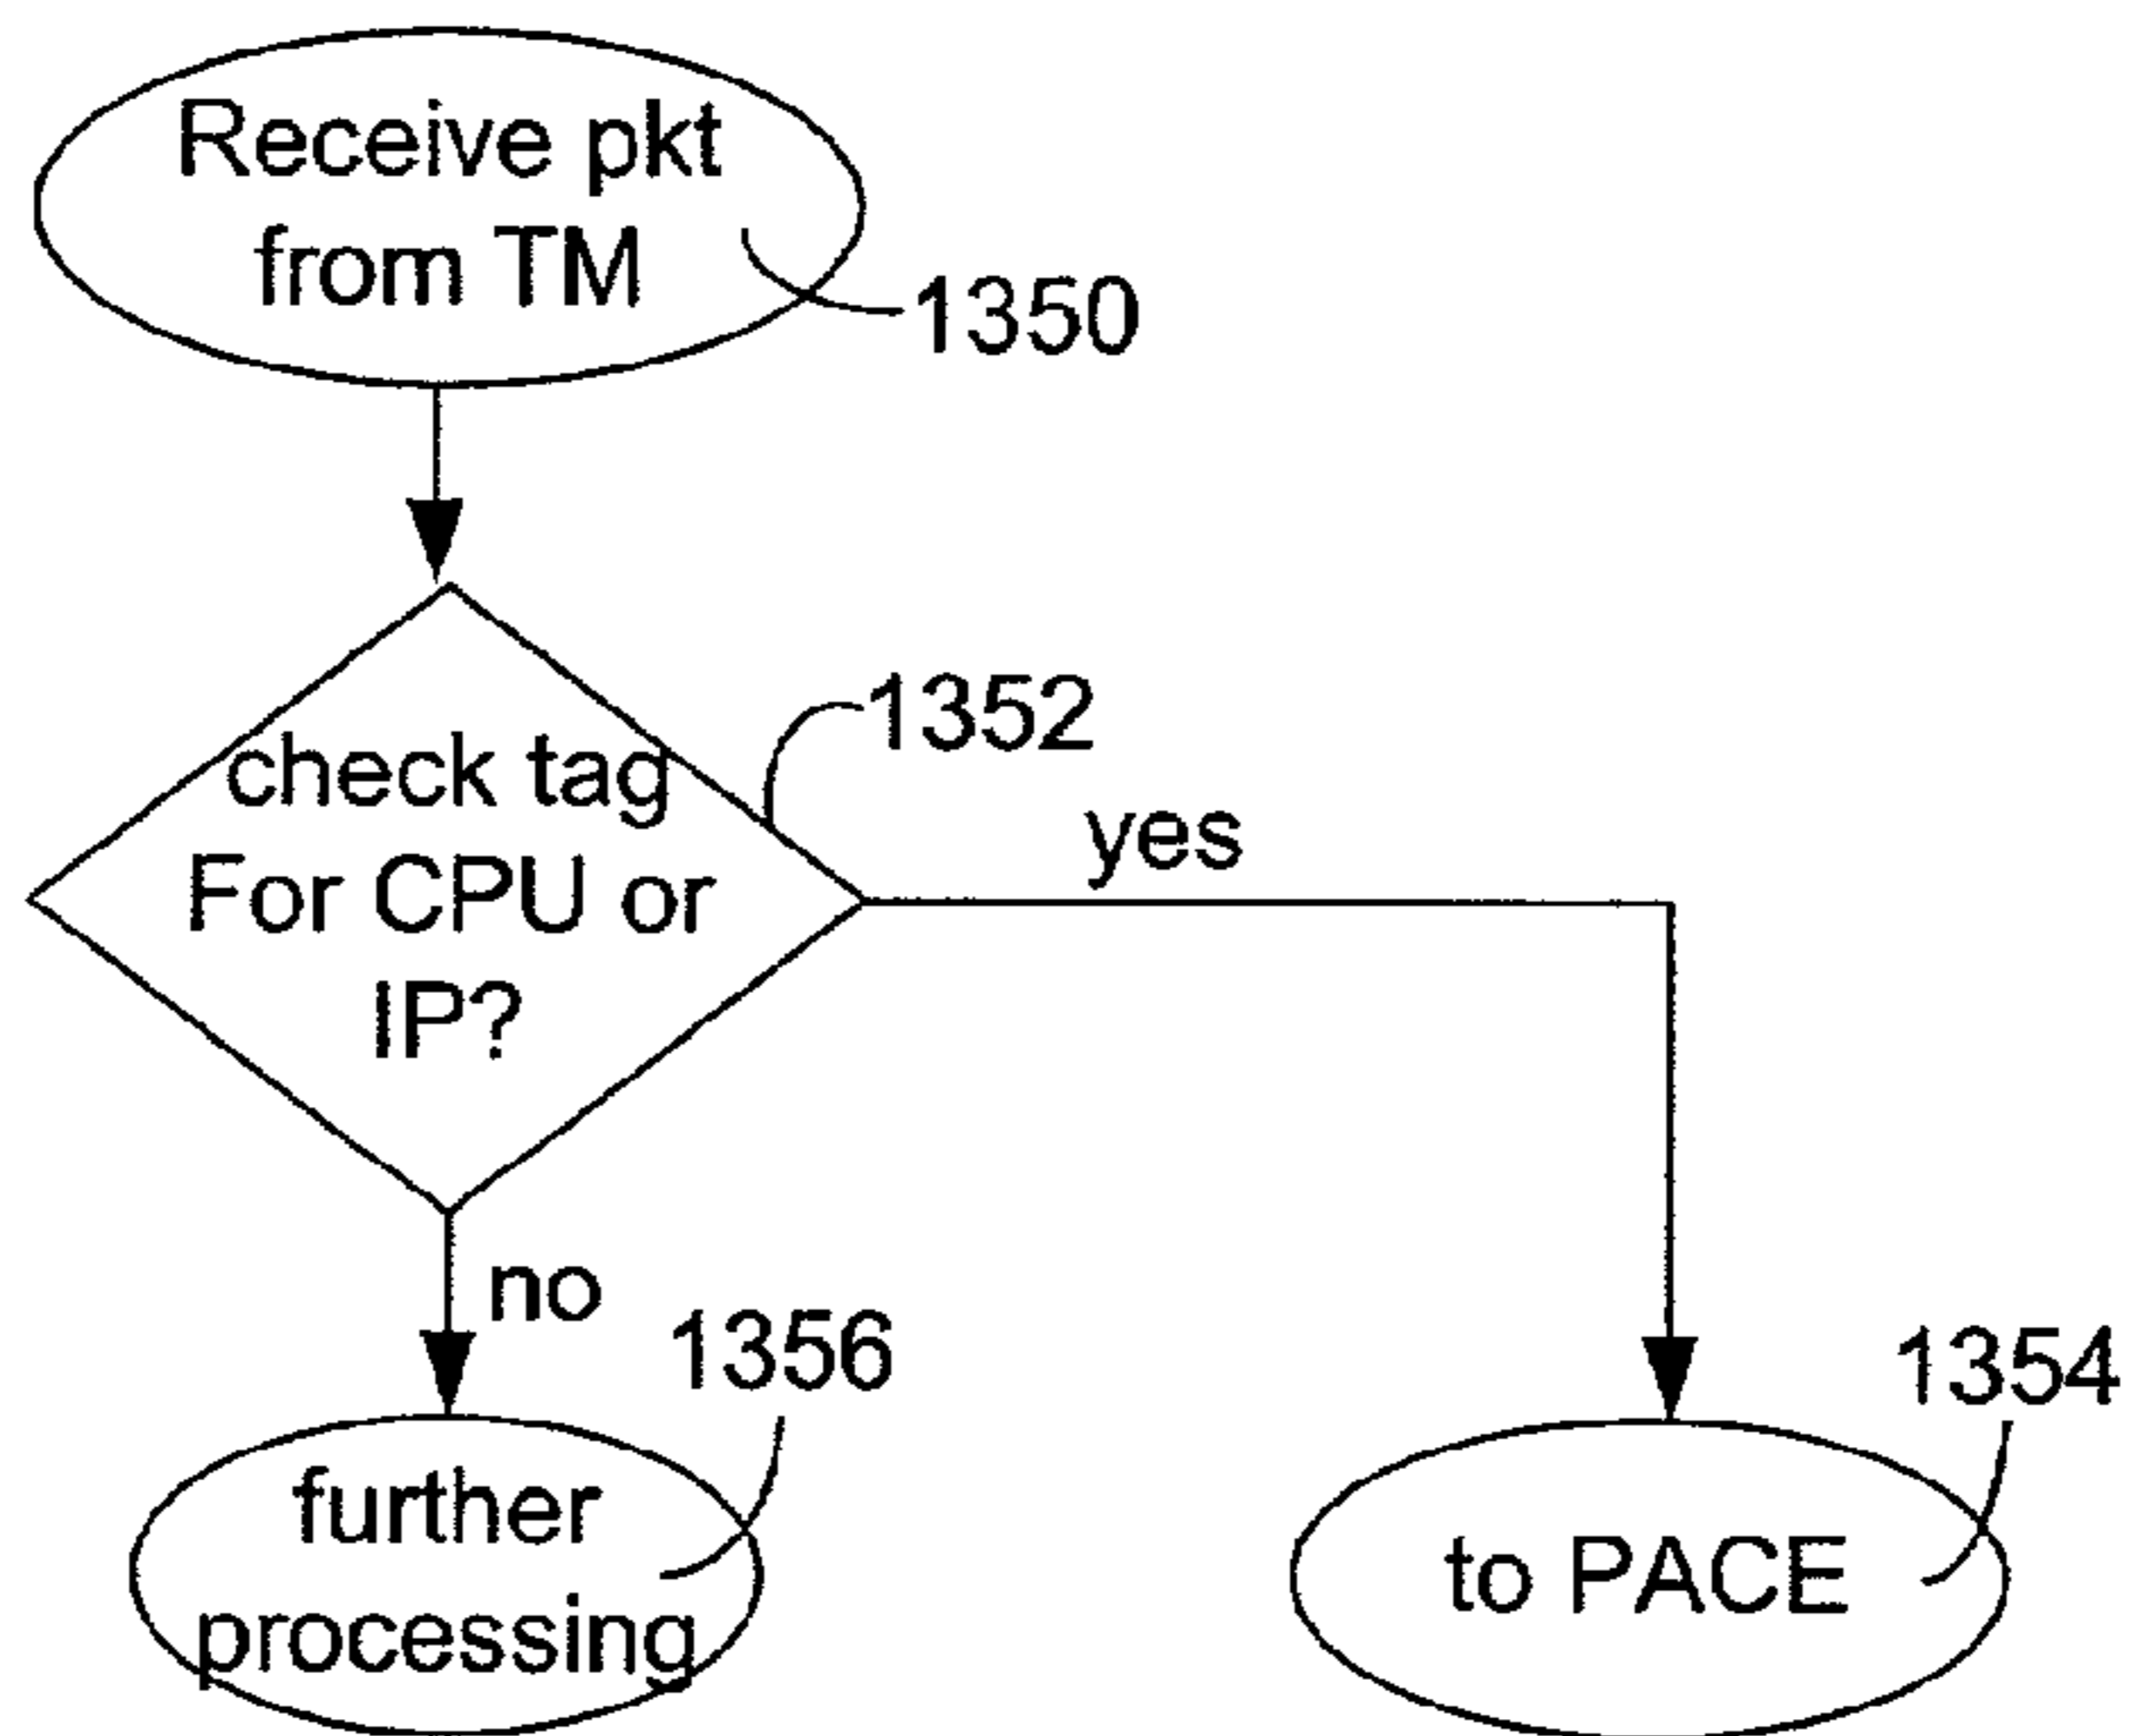 Receive pkt
from TM
1350
1352
check tag
For CPU or
IP?
yes
no
1356
1354
further
processing
to PACE